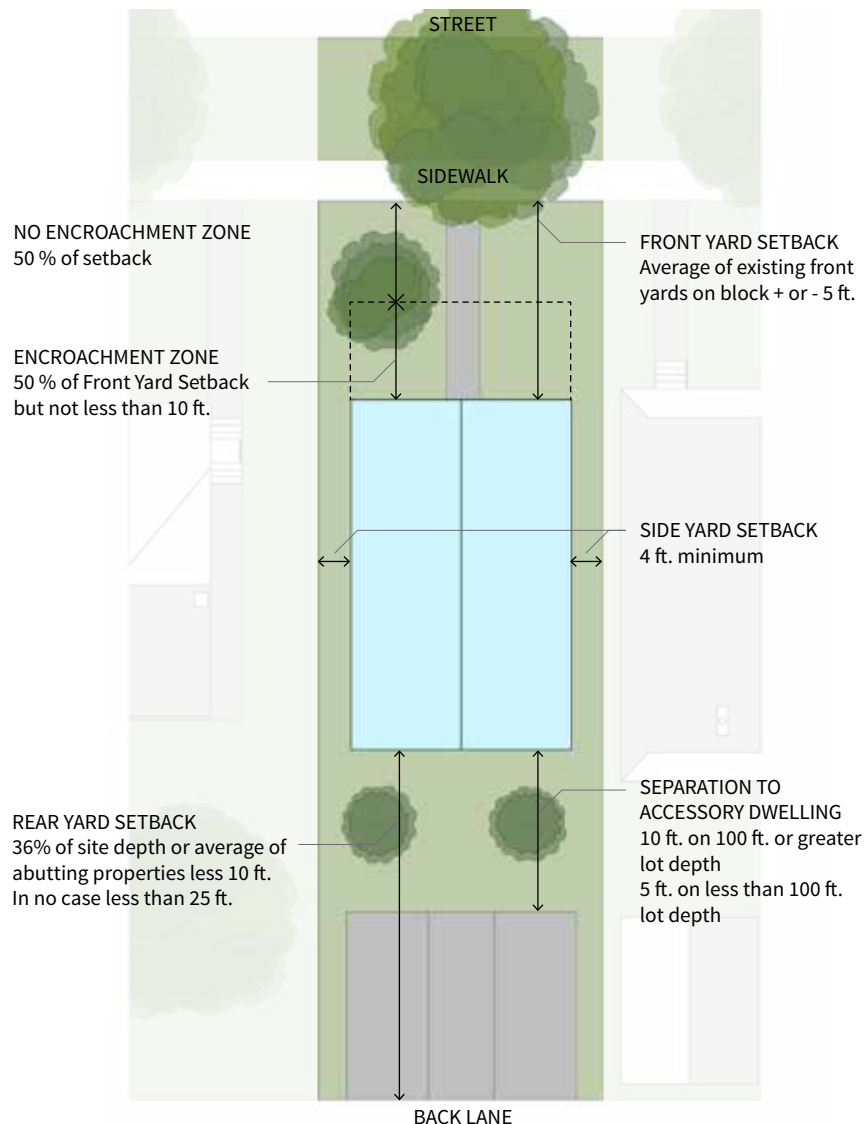 STREET
SIDEWALK
NO ENCROACHMENT ZONE
50 % of setback
FRONT YARD SETBACK
Average of existing front
yards on block + or - 5 ft.
ENCROACHMENT ZONE
50 % of Front Yard Setback
but not less than 10 ft.
SIDE YARD SETBACK
4 ft. minimum
REAR YARD SETBACK
36% of site depth or average of
abutting properties less 10 ft.
In no case less than 25 ft.
SEPARATION TO
ACCESSORY DWELLING
10 ft. on 100 ft. or greater
lot depth
5 ft. on less than 100 ft.
lot depth
BACK LANE